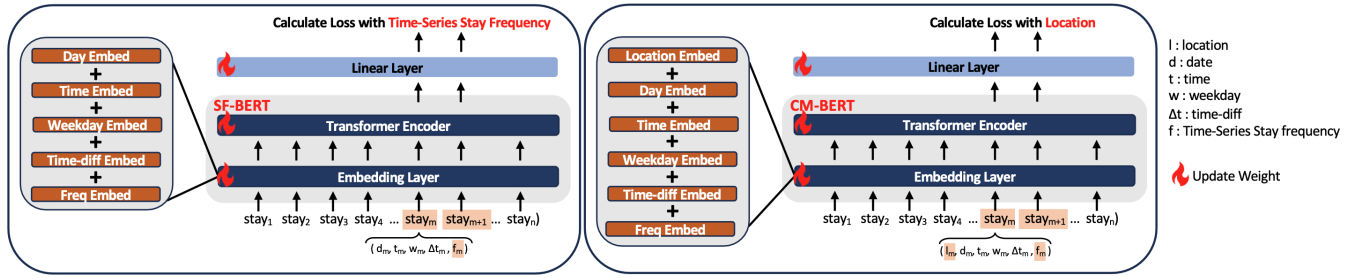 Calculate Loss with Time-Series Stay Frequency
Day Embed
+
Time Embed
+
Weekday Embed
+
Time-diff Embed
+
Freq Embed
Linear Layer
SF-BERT
Transformer Encoder
Embedding Layer
stay1 stay2 stay3 stay4 ... staym staym+1 ... stayn)
( dm, tm, wm, Δtm, fm)
Calculate Loss with Location
Location Embed
+
Day Embed
+
Time Embed
+
Weekday Embed
+
Time-diff Embed
+
Freq Embed
Linear Layer
CM-BERT
Transformer Encoder
Embedding Layer
stay1 stay2 stay3 stay4 ... staym staym+1 ... stayn)
( lm, dm, tm, wm, Δtm, fm)
l : location
d : date
t : time
w : weekday
Δt : time-diff
f : Time-Series Stay frequency
Update Weight